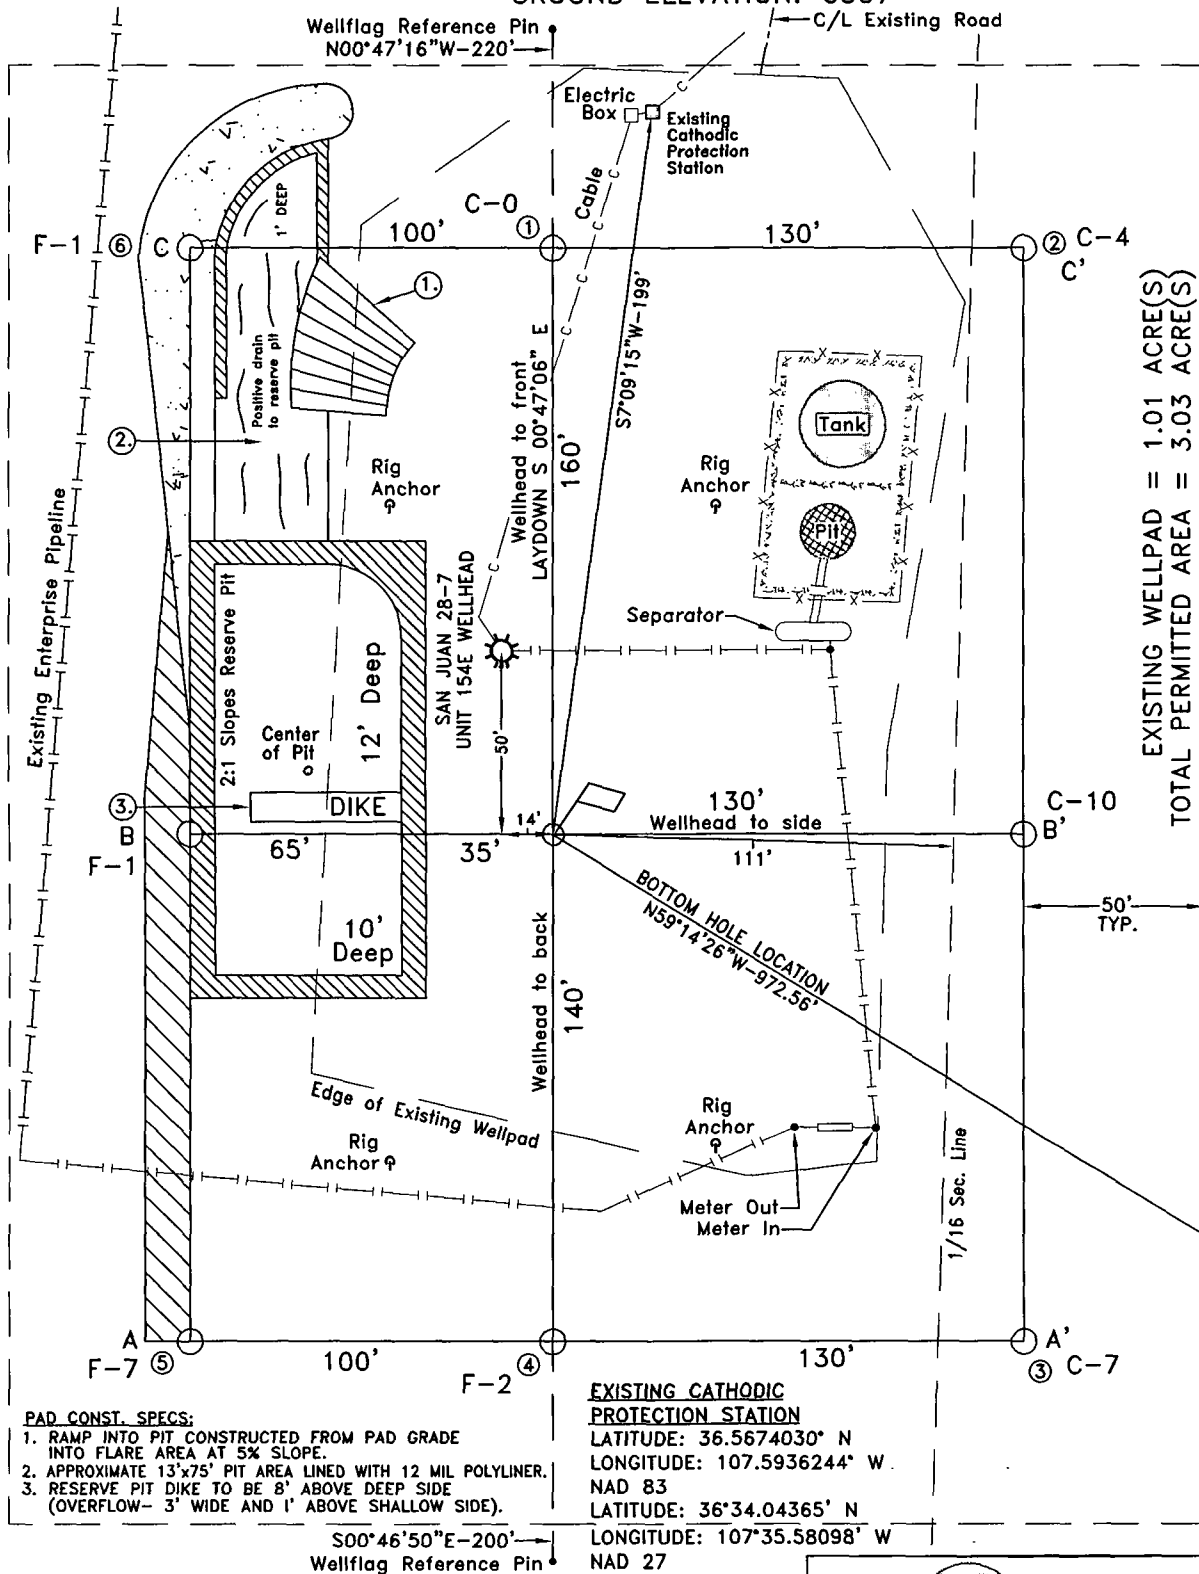 Wellflag Reference Pin
N00°47'16"W-220'
C/L Existing Road
Electric
Box
Existing
Cathodic
Protection
Station
Cable
1' DEEP
C-0
①
100'
130'
F-1
⑥
C
② C-4
C'
1.
Positive drain
to reserve pit
2.
Wellhead to front
LAYDOWN S 00°47'06" E
160'
S7°09'15"W-199'
Tank
Pit
Rig
Anchor
Rig
Anchor
Separator
EXISTING WELLPAD = 1.01 ACRE(S)
TOTAL PERMITTED AREA = 3.03 ACRE(S)
Existing Enterprise Pipeline
2:1 Slopes Reserve Pit
12' Deep
Center
of Pit
SAN JUAN 28-7
UNIT 154E WELLHEAD
50'
3.
DIKE
B
F-1
65'
35'
14'
130'
Wellhead to side
111'
C-10
B'
50'
TYP.
10'
Deep
BOTTOM HOLE LOCATION
N59°14'26"W-972.56'
Wellhead to back
140'
Edge of Existing Wellpad
Rig
Anchor
Rig
Anchor
Meter Out
Meter In
1/16 Sec. Line
A
F-7
⑤
100'
F-2
④
130'
A'
③ C-7
PAD CONST. SPECS:
1. RAMP INTO PIT CONSTRUCTED FROM PAD GRADE
INTO FLARE AREA AT 5% SLOPE.
2. APPROXIMATE 13'x75' PIT AREA LINED WITH 12 MIL POLYLINER.
3. RESERVE PIT DIKE TO BE 8' ABOVE DEEP SIDE
(OVERFLOW- 3' WIDE AND 1' ABOVE SHALLOW SIDE).
EXISTING CATHODIC
PROTECTION STATION
LATITUDE: 36.5674030° N
LONGITUDE: 107.5936244° W
NAD 83
LATITUDE: 36°34.04365' N
LONGITUDE: 107°35.58098' W
NAD 27
S00°46'50"E-200'
Wellflag Reference Pin